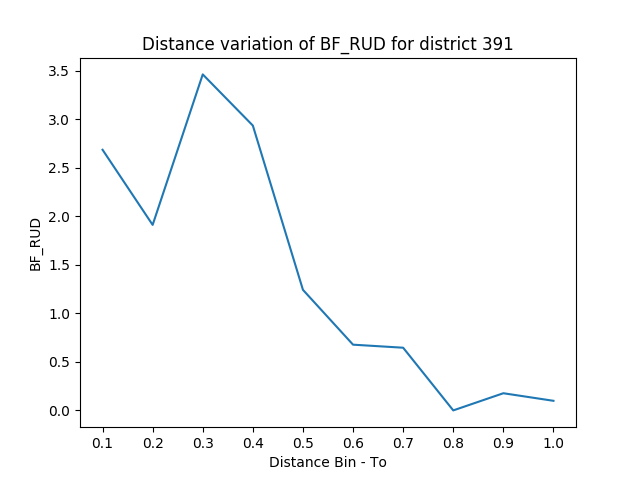 Distance variation of BF_RUD for district 391
3.5
3.0
2.5
2.0
1.5
1.0
0.5
0.0
BF_RUD
0.1 0.2 0.3 0.4 0.5 0.6 0.7 0.8 0.9 1.0
Distance Bin - To